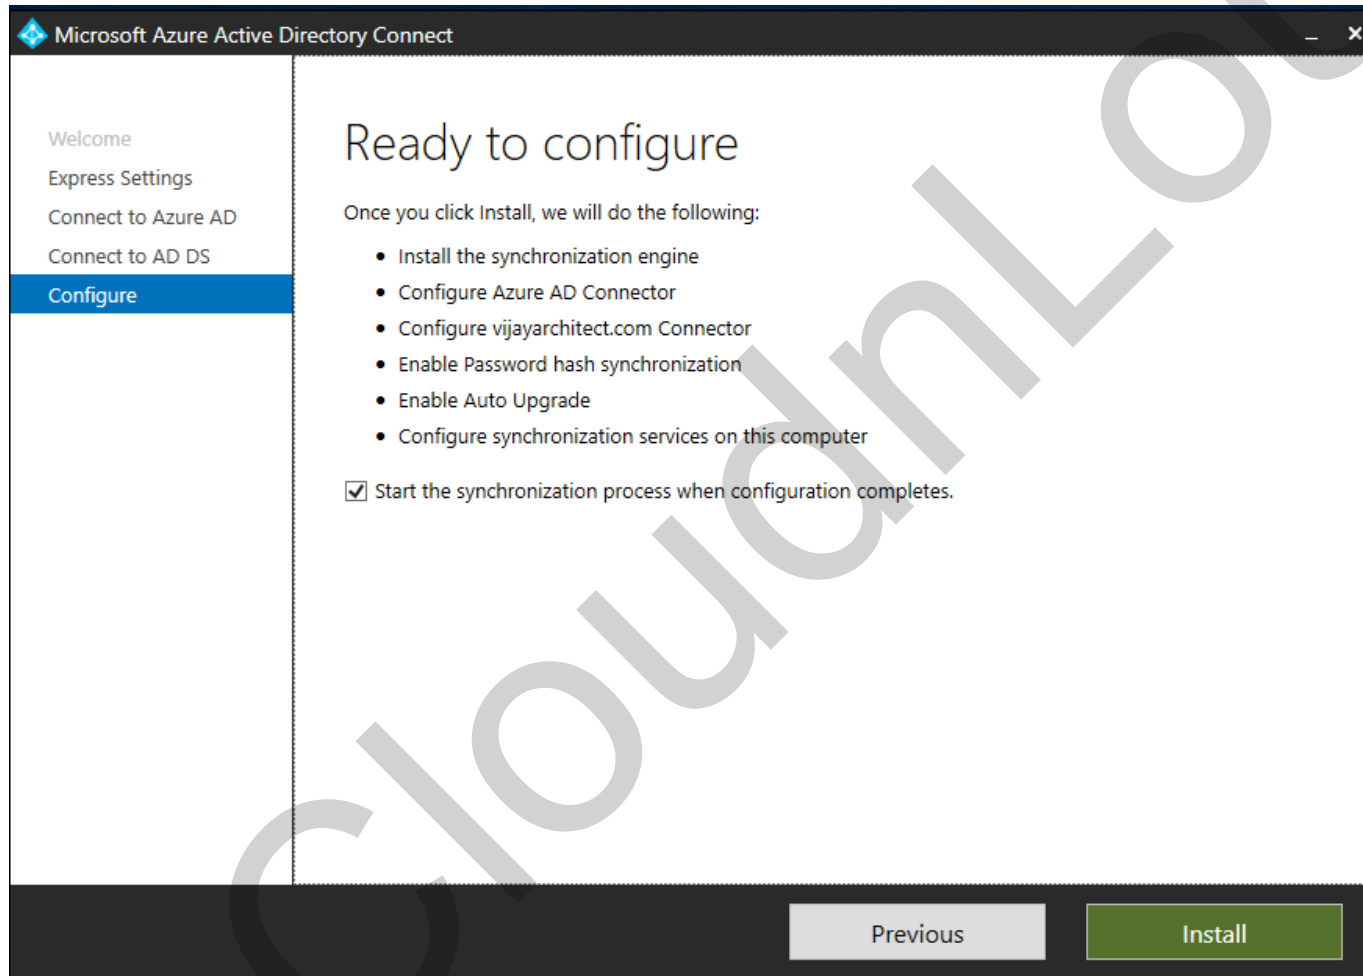 Microsoft Azure Active Directory Connect
Welcome
Express Settings
Connect to Azure AD
Connect to AD DS
Configure
Ready to configure
Once you click Install, we will do the following:
• Install the synchronization engine
• Configure Azure AD Connector
• Configure vijayarchitect.com Connector
• Enable Password hash synchronization
• Enable Auto Upgrade
• Configure synchronization services on this computer
Start the synchronization process when configuration completes.
Previous
Install
CloudnLou